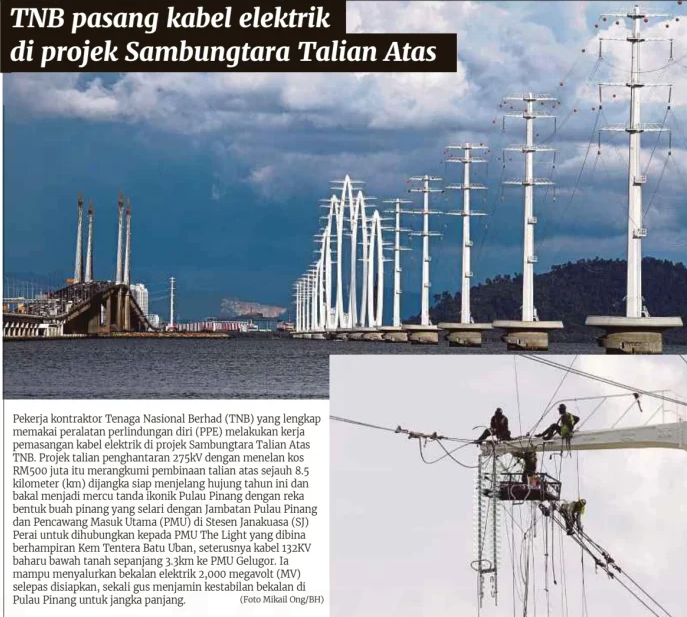 TNB pasang kabel elektrik
di projek Sambungtara Talian Atas
Pekerja kontraktor Tenaga Nasional Berhad (TNB) yang lengkap
memakai peralatan perlindungan diri (PPE) melakukan kerja
pemasangan kabel elektrik di projek Sambungtara Talian Atas
TNB. Projek talian penghantaran 275kV dengan menelan kos
RM500 juta itu merangkumi pembinaan talian atas sejauh 8.5
kilometer (km) dijangka siap menjelang hujung tahun ini dan
bakal menjadi mercu tanda ikonik Pulau Pinang dengan reka
bentuk buah pinang yang selari dengan Jambatan Pulau Pinang
dan Pencawang Masuk Utama (PMU) di Stesen Janakuasa (SJ)
Perai untuk dihubungkan kepada PMU The Light yang dibina
berhampiran Kem Tentera Batu Uban, seterusnya kabel 132KV
baharu bawah tanah sepanjang 3.3km ke PMU Gelugor. Ia
mampu menyalurkan bekalan elektrik 2,000 megavolt (MV)
selepas disiapkan, sekali gus menjamin kestabilan bekalan di
Pulau Pinang untuk jangka panjang. (Foto Mikail Ong/BH)